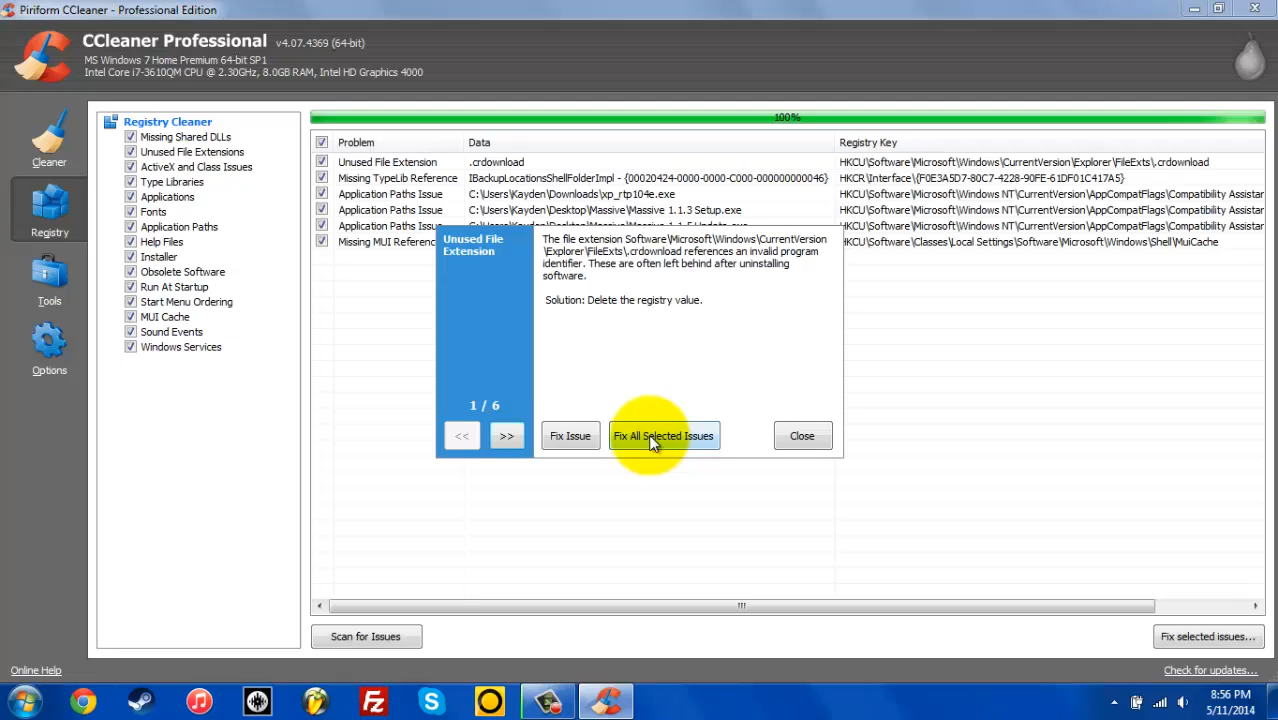 Piriform CCleaner - Professional Edition
CCleaner Professional v4.07.4369 (64-bit)
MS Windows 7 Home Premium 64-bit SP1
Intel Core i7-3610QM CPU @ 2.30GHz, 8.0GB RAM, Intel HD Graphics 4000
Cleaner
Registry
Tools
Options
Registry Cleaner
Missing Shared DLLs
Unused File Extensions
ActiveX and Class Issues
Type Libraries
Applications
Fonts
Application Paths
Help Files
Installer
Obsolete Software
Run At Startup
Start Menu Ordering
MUI Cache
Sound Events
Windows Services
100%
Problem Data Registry Key
Unused File Extension .crdownload HKCU\Software\Microsoft\Windows\CurrentVersion\Explorer\FileExts\.crdownload
Missing TypeLib Reference IBackupLocationsShellFolderImpl - {00020424-0000-0000-C000-000000000046} HKCR\Interface\{F0E3A5D7-80C7-4228-90FE-61DF01C417A5}
Application Paths Issue C:\Users\Kayden\Downloads\xp_rtp104e.exe HKCU\Software\Microsoft\Windows NT\CurrentVersion\AppCompatFlags\Compatibility Assistan
Application Paths Issue C:\Users\Kayden\Desktop\Massive\Massive 1.1.3 Setup.exe HKCU\Software\Microsoft\Windows NT\CurrentVersion\AppCompatFlags\Compatibility Assistan
Application Paths Issue HKCU\Software\Microsoft\Windows NT\CurrentVersion\AppCompatFlags\Compatibility Assistan
Missing MUI Referenc HKCU\Software\Classes\Local Settings\Software\Microsoft\Windows\Shell\MuiCache
Unused File
Extension
The file extension Software\Microsoft\Windows\CurrentVersion
\Explorer\FileExts\.crdownload references an invalid program
identifier. These are often left behind after uninstalling
software.
Solution: Delete the registry value.
1 / 6
<< >> Fix Issue Fix All Selected Issues Close
Scan for Issues Fix selected issues...
Online Help Check for updates...
8:56 PM
5/11/2014